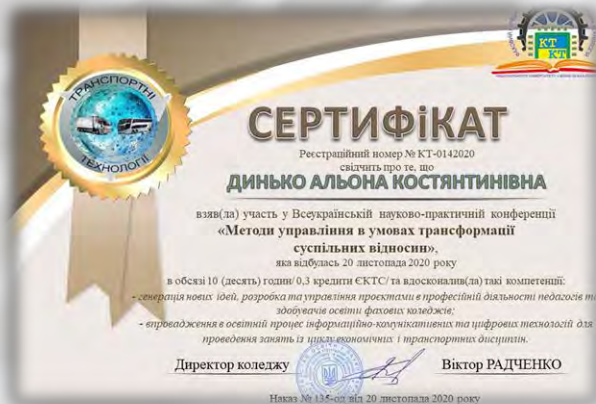 КТ
КТ
ТРАНСПОРТНІ
ТЕХНОЛОГІЇ
СЕРТИФІКАТ
Реєстраційний номер № КТ-0142020
свідчить про те, що
ДИНЬКО АЛЬОНА КОСТЯНТИНІВНА
взяв(ла) участь у Всеукраїнській науково-практичній конференції
«Методи управління в умовах трансформації
суспільних відносин»,
яка відбулась 20 листопада 2020 року
в обсязі 10 (десять) годин/ 0,3 кредити ЄКТС/ та вдосконалив(ла) такі компетенції:
- генерація нових ідей, розробка та управління проєктами в професійній діяльності педагогів та
здобувачів освіти фахових коледжів;
- впровадження в освітній процес інформаційно-комунікативних та цифрових технологій для
проведення занять із циклу економічних і транспортних дисциплін.
Директор коледжу Віктор РАДЧЕНКО
Наказ № 135-од від 20 листопада 2020 року